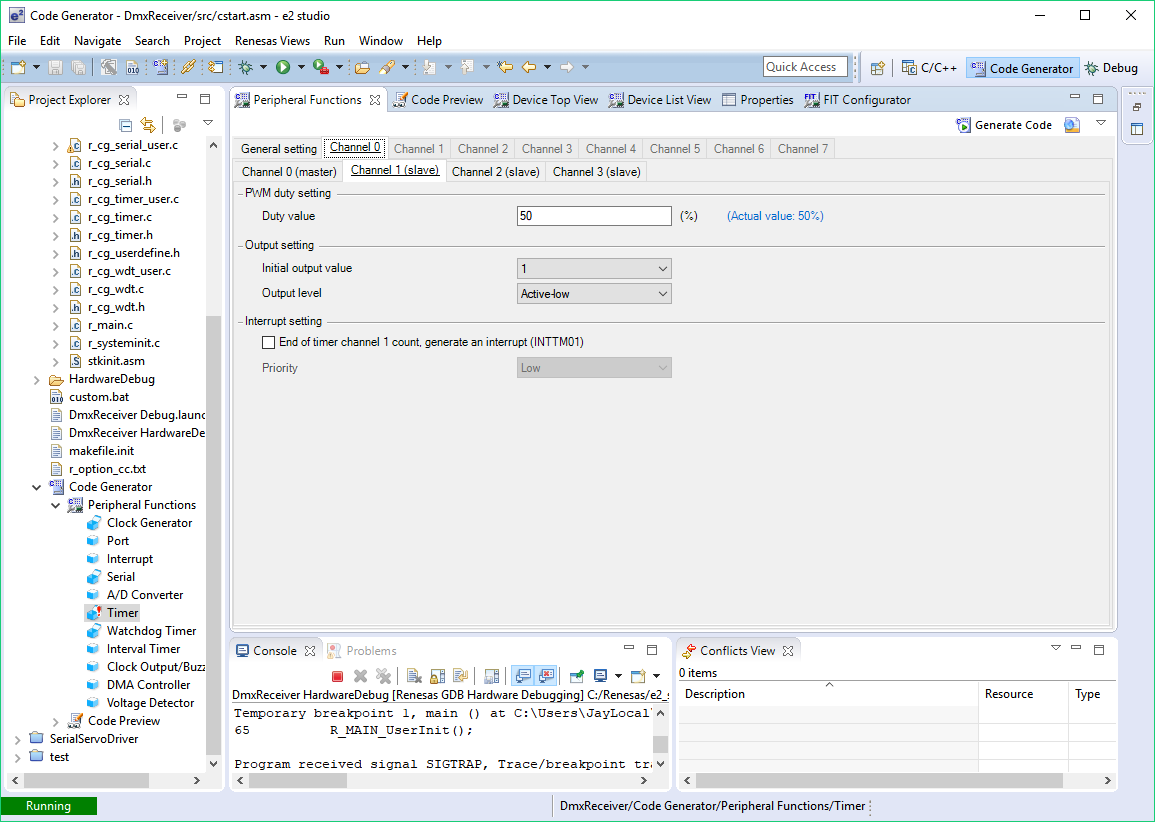 Code Generator - DmxReceiver/src/cstart.asm - e2 studio
File Edit Navigate Search Project Renesas Views Run Window Help
Quick Access
C/C++ Code Generator Debug
Project Explorer
r_cg_serial_user.c
r_cg_serial.c
r_cg_serial.h
r_cg_timer_user.c
r_cg_timer.c
r_cg_timer.h
r_cg_userdefine.h
r_cg_wdt_user.c
r_cg_wdt.c
r_cg_wdt.h
r_main.c
r_systeminit.c
stkinit.asm
HardwareDebug
custom.bat
DmxReceiver Debug.launc
DmxReceiver HardwareDe
makefile.init
r_option_cc.txt
Code Generator
Peripheral Functions
Clock Generator
Port
Interrupt
Serial
A/D Converter
Timer
Watchdog Timer
Interval Timer
Clock Output/Buzz
DMA Controller
Voltage Detector
Code Preview
SerialServoDriver
test
Peripheral Functions Code Preview Device Top View Device List View Properties FIT Configurator
Generate Code
General setting Channel 0 Channel 1 Channel 2 Channel 3 Channel 4 Channel 5 Channel 6 Channel 7
Channel 0 (master) Channel 1 (slave) Channel 2 (slave) Channel 3 (slave)
PWM duty setting
Duty value 50 (%) (Actual value: 50%)
Output setting
Initial output value 1
Output level Active-low
Interrupt setting
End of timer channel 1 count, generate an interrupt (INTTM01)
Priority Low
Console Problems
DmxReceiver HardwareDebug [Renesas GDB Hardware Debugging] C:/Renesas/e2_s
Temporary breakpoint 1, main () at C:\Users\JayLocal\
65 R_MAIN_UserInit();
Program received signal SIGTRAP, Trace/breakpoint tra
Conflicts View
0 items
Description Resource Type
Running
DmxReceiver/Code Generator/Peripheral Functions/Timer